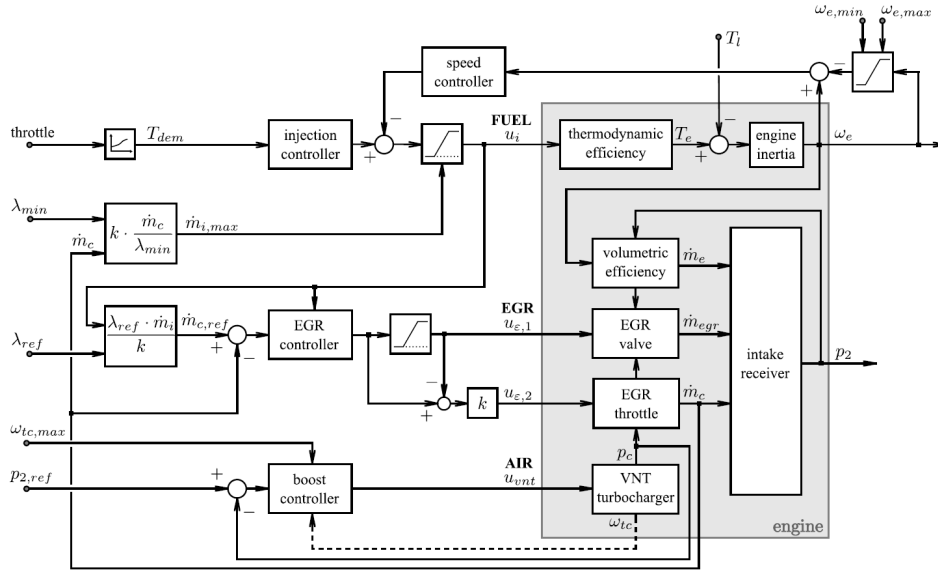 ω_{e,min} ω_{e,max}
T_l
speed
controller
−
+
throttle
T_{dem}
injection
controller
−
+
FUEL
u_i
thermodynamic
efficiency
T_e
−
+
engine
inertia
ω_e
λ_{min}
ṁ_c
k · ṁ_c / λ_{min}
ṁ_{i,max}
volumetric
efficiency
ṁ_e
λ_{ref}
λ_{ref} · ṁ_i / k
ṁ_{c,ref}
+
−
EGR
controller
EGR
u_{ε,1}
EGR
valve
ṁ_{egr}
intake
receiver
p_2
−
+
k
u_{ε,2}
EGR
throttle
ṁ_c
ω_{tc,max}
p_{2,ref}
+
−
boost
controller
AIR
u_{vnt}
p_c
VNT
turbocharger
ω_{tc}
engine